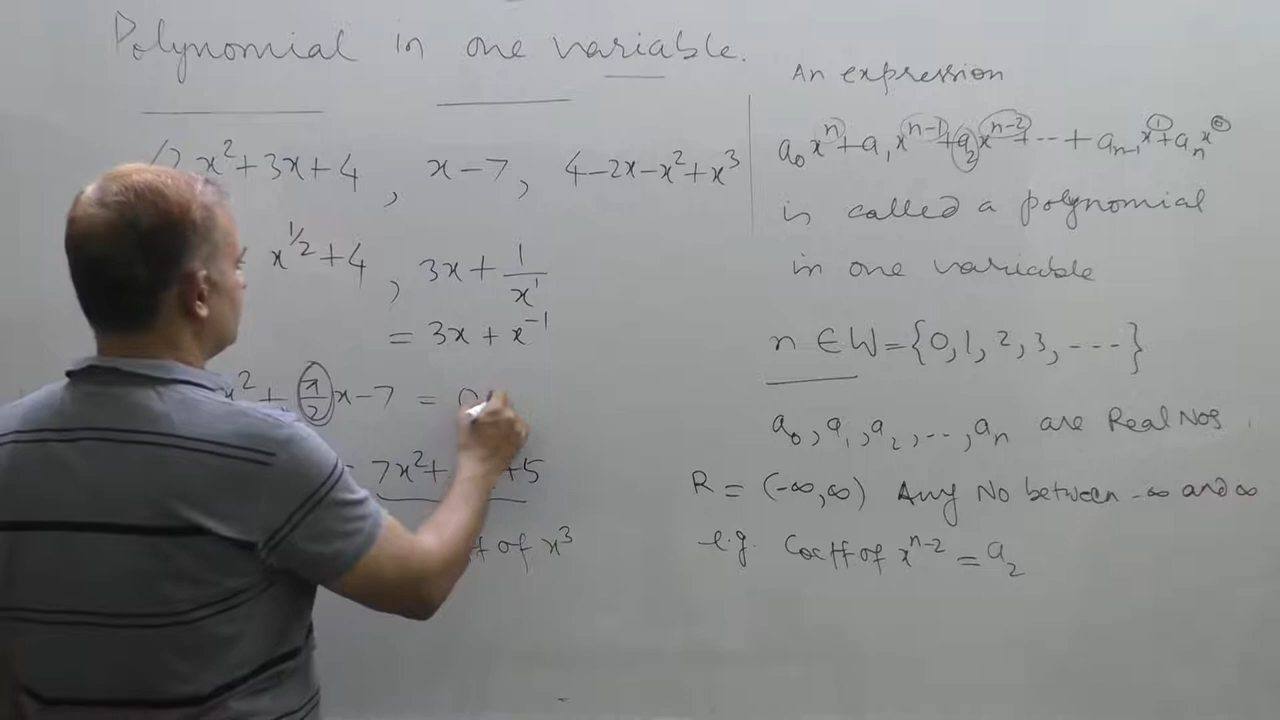 Polynomial in one variable.
x² + 3x + 4 , x - 7 , 4 - 2x - x² + x³
x^{1/2} + 4 , 3x + 1/x¹
= 3x + x⁻¹
x² + π/2 x - 7 =
7x² + + 5
of x³
An expression
a₀xⁿ + a₁xⁿ⁻¹ + a₂xⁿ⁻² + -- + aₙ₋₁x¹ + aₙx⁰
is called a polynomial
in one variable
n ∈ W = {0, 1, 2, 3, ----}
a₀, a₁, a₂, --, aₙ are Real Nos.
R = (-∞, ∞) Any No between -∞ and ∞
e.g. Coeff of xⁿ⁻² = a₂